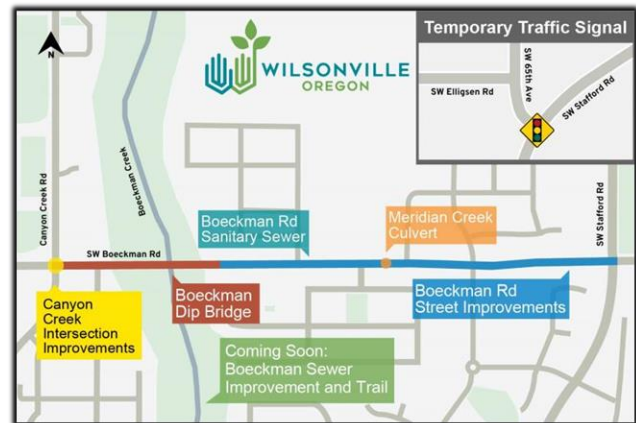 N
WILSONVILLE
OREGON
Temporary Traffic Signal
SW 65th Ave
SW Elligsen Rd
SW Stafford Rd
Canyon Creek Rd
Boeckman Creek
SW Stafford Rd
Boeckman Rd
Sanitary Sewer
Meridian Creek
Culvert
SW Boeckman Rd
Canyon
Creek
Intersection
Improvements
Boeckman
Dip Bridge
Boeckman Rd
Street Improvements
Coming Soon:
Boeckman Sewer
Improvement and Trail